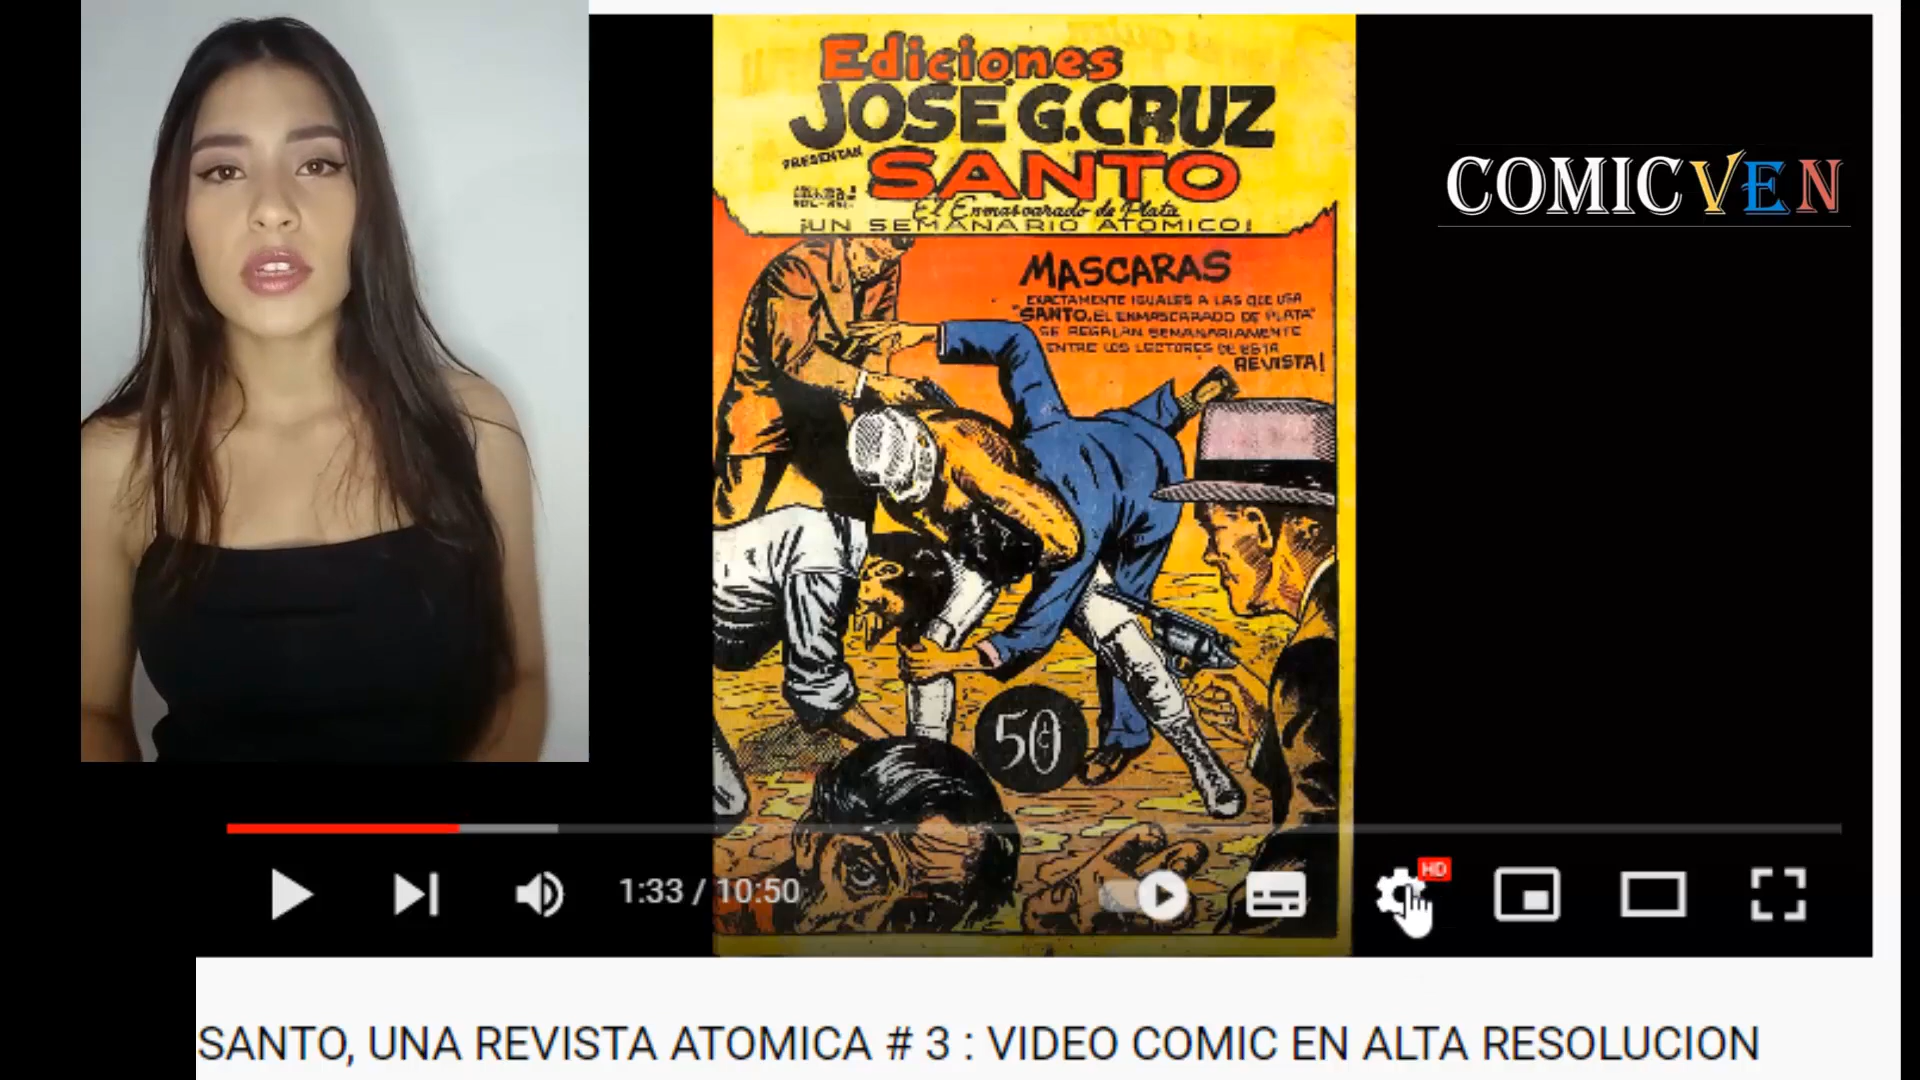 Ediciones
JOSE G. CRUZ
PRESENTAN
SANTO
El Enmascarado de Plata
¡UN SEMANARIO ATOMICO!
COMICVEN
MASCARAS
EXACTAMENTE IGUALES A LAS QUE USA
"SANTO, EL ENMASCARADO DE PLATA"
SE REGALAN SEMANARIAMENTE
ENTRE LOS LECTORES DE ESTA
REVISTA!
50¢
1:33 / 10:50
HD
SANTO, UNA REVISTA ATOMICA # 3 : VIDEO COMIC EN ALTA RESOLUCION